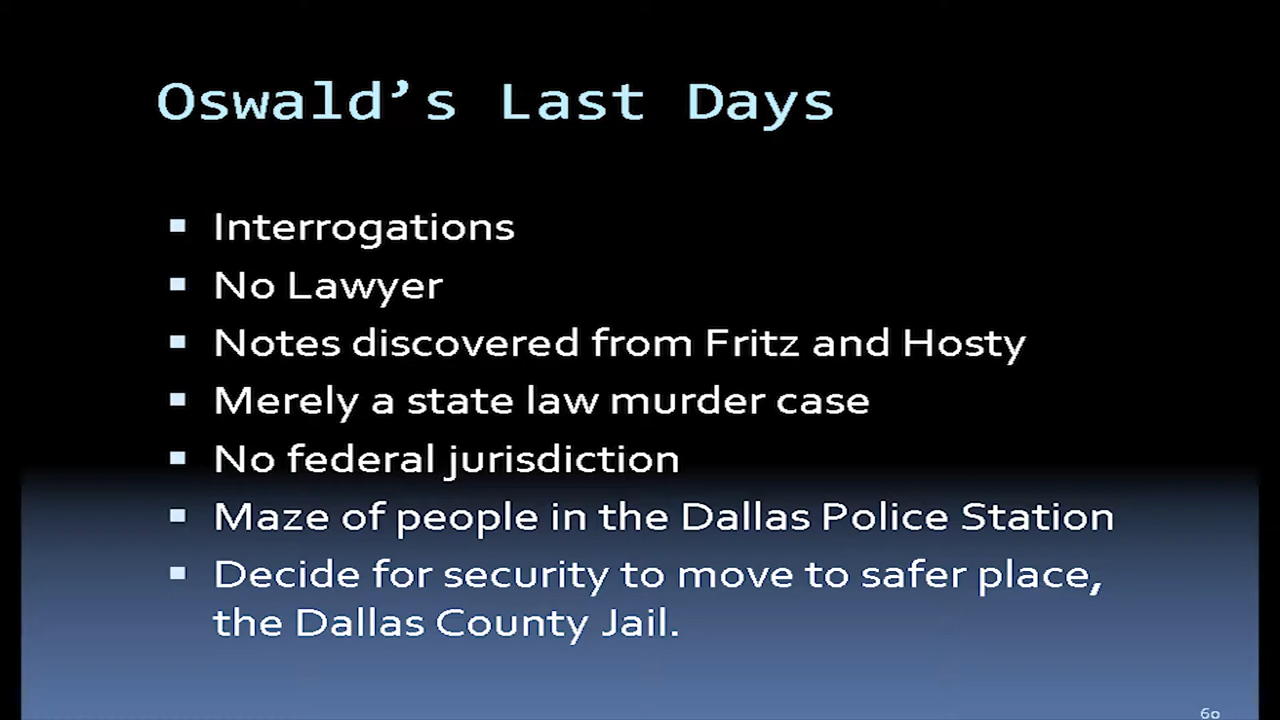 Oswald’s Last Days
▪ Interrogations
▪ No Lawyer
▪ Notes discovered from Fritz and Hosty
▪ Merely a state law murder case
▪ No federal jurisdiction
▪ Maze of people in the Dallas Police Station
▪ Decide for security to move to safer place,
the Dallas County Jail.
60